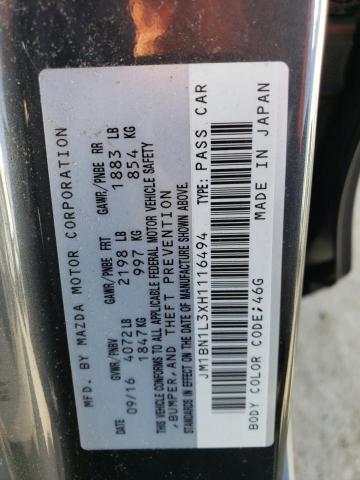 MFD. BY MAZDA MOTOR CORPORATION
DATE GVWR/PNBV GAWR/PNBE FRT GAWR/PNBE RR
09/16 4072LB 2198 LB 1883 LB
1847KG 997 KG 854 KG
THIS VEHICLE CONFORMS TO ALL APPLICABLE FEDERAL MOTOR VEHICLE SAFETY
,BUMPER,AND THEFT PREVENTION
STANDARDS IN EFFECT ON THE DATE OF MANUFACTURE SHOWN ABOVE.
JM1BN1L3XH1116494 TYPE: PASS CAR
BODY COLOR CODE;46G MADE IN JAPAN